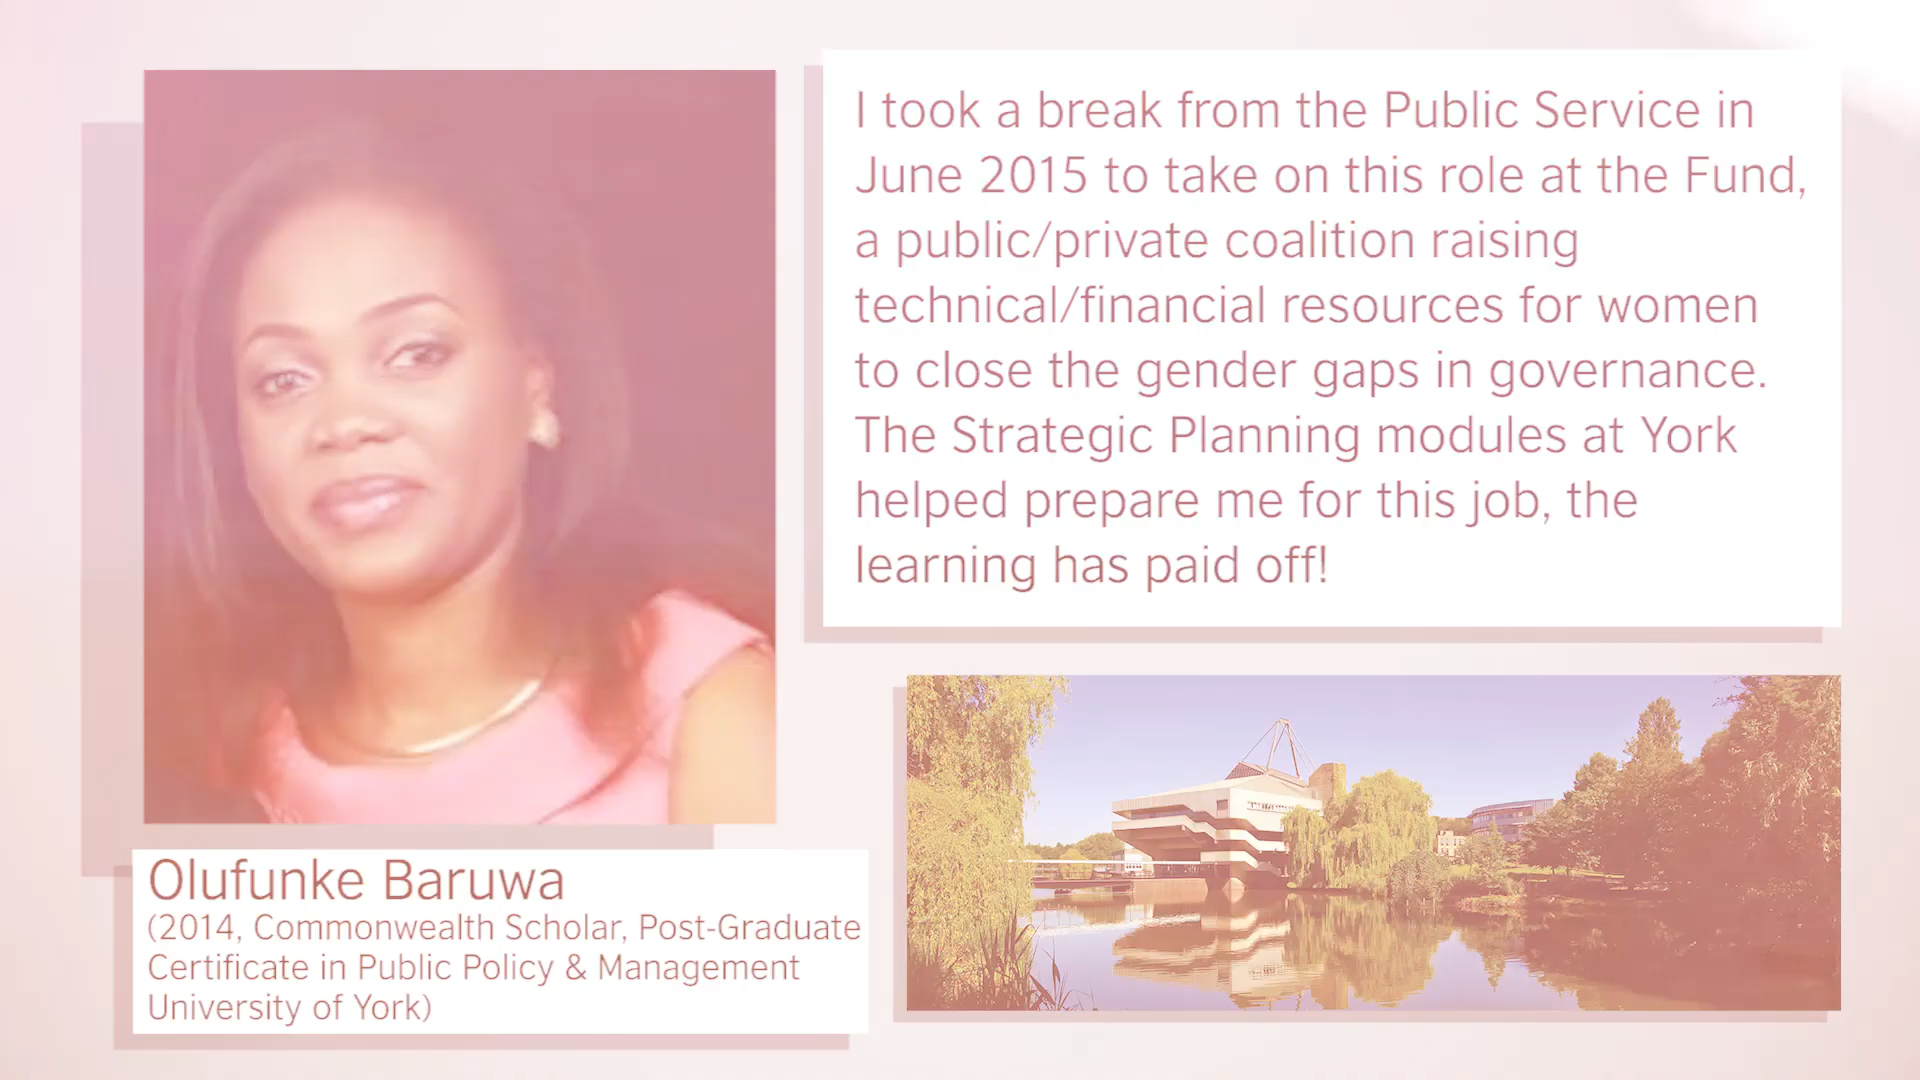 I took a break from the Public Service in
June 2015 to take on this role at the Fund,
a public/private coalition raising
technical/financial resources for women
to close the gender gaps in governance.
The Strategic Planning modules at York
helped prepare me for this job, the
learning has paid off!
Olufunke Baruwa
(2014, Commonwealth Scholar, Post-Graduate
Certificate in Public Policy & Management
University of York)